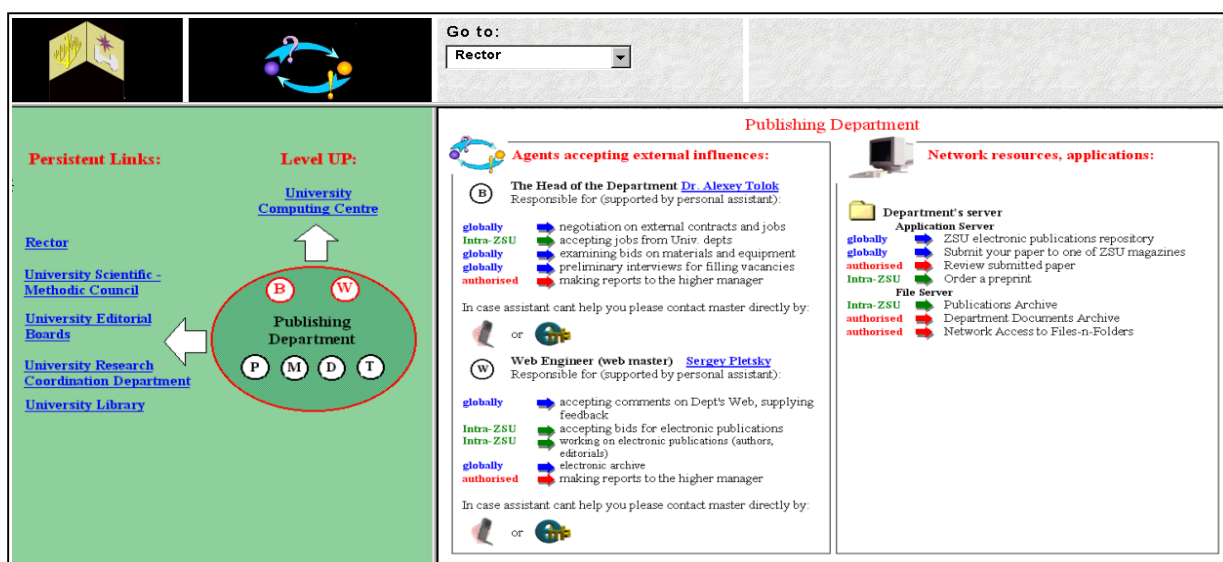 Go to:
Rector
Persistent Links:
Level UP:
University
Computing Centre
Rector
University Scientific -
Methodic Council
University Editorial
Boards
University Research
Coordination Department
University Library
B
W
Publishing
Department
P
M
D
T
Publishing Department
Agents accepting external influences:
B
The Head of the Department Dr. Alexey Tolok
Responsible for (supported by personal assistant):
globally negotiation on external contracts and jobs
Intra-ZSU accepting jobs from Univ. depts
globally examining bids on materials and equipment
globally preliminary interviews for filling vacancies
authorised making reports to the higher manager
In case assistant cant help you please contact master directly by:
or
W
Web Engineer (web master) Sergey Pletsky
Responsible for (supported by personal assistant):
globally accepting comments on Dept's Web, supplying
feedback
Intra-ZSU accepting bids for electronic publications
Intra-ZSU working on electronic publications (authors,
editorials)
globally electronic archive
authorised making reports to the higher manager
In case assistant cant help you please contact master directly by:
or
Network resources, applications:
Department's server
Application Server
globally ZSU electronic publications repository
globally Submit your paper to one of ZSU magazines
authorised Review submitted paper
Intra-ZSU Order a preprint
File Server
Intra-ZSU Publications Archive
authorised Department Documents Archive
authorised Network Access to Files-n-Folders